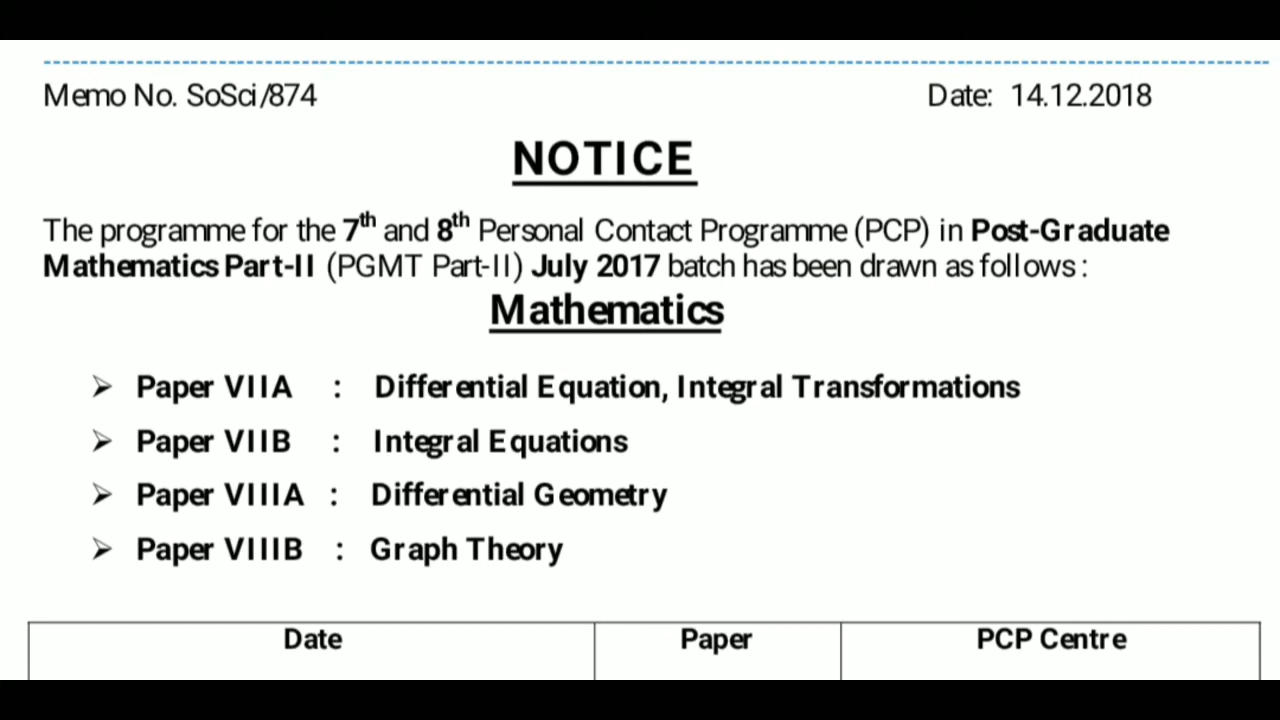 Memo No. SoSci/874 Date: 14.12.2018
NOTICE
The programme for the 7th and 8th Personal Contact Programme (PCP) in Post-Graduate
Mathematics Part-II (PGMT Part-II) July 2017 batch has been drawn as follows :
Mathematics
➢ Paper VIIA : Differential Equation, Integral Transformations
➢ Paper VIIB : Integral Equations
➢ Paper VIIIA : Differential Geometry
➢ Paper VIIIB : Graph Theory
Date Paper PCP Centre